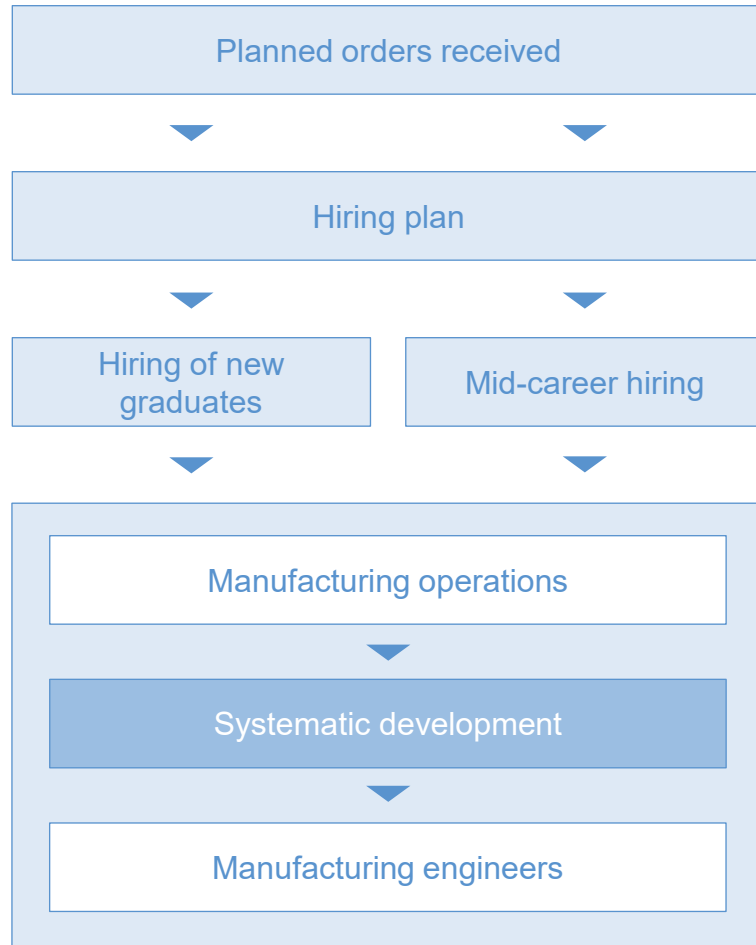 Planned orders received
Hiring plan
Hiring of new
graduates
Mid-career hiring
Manufacturing operations
Systematic development
Manufacturing engineers